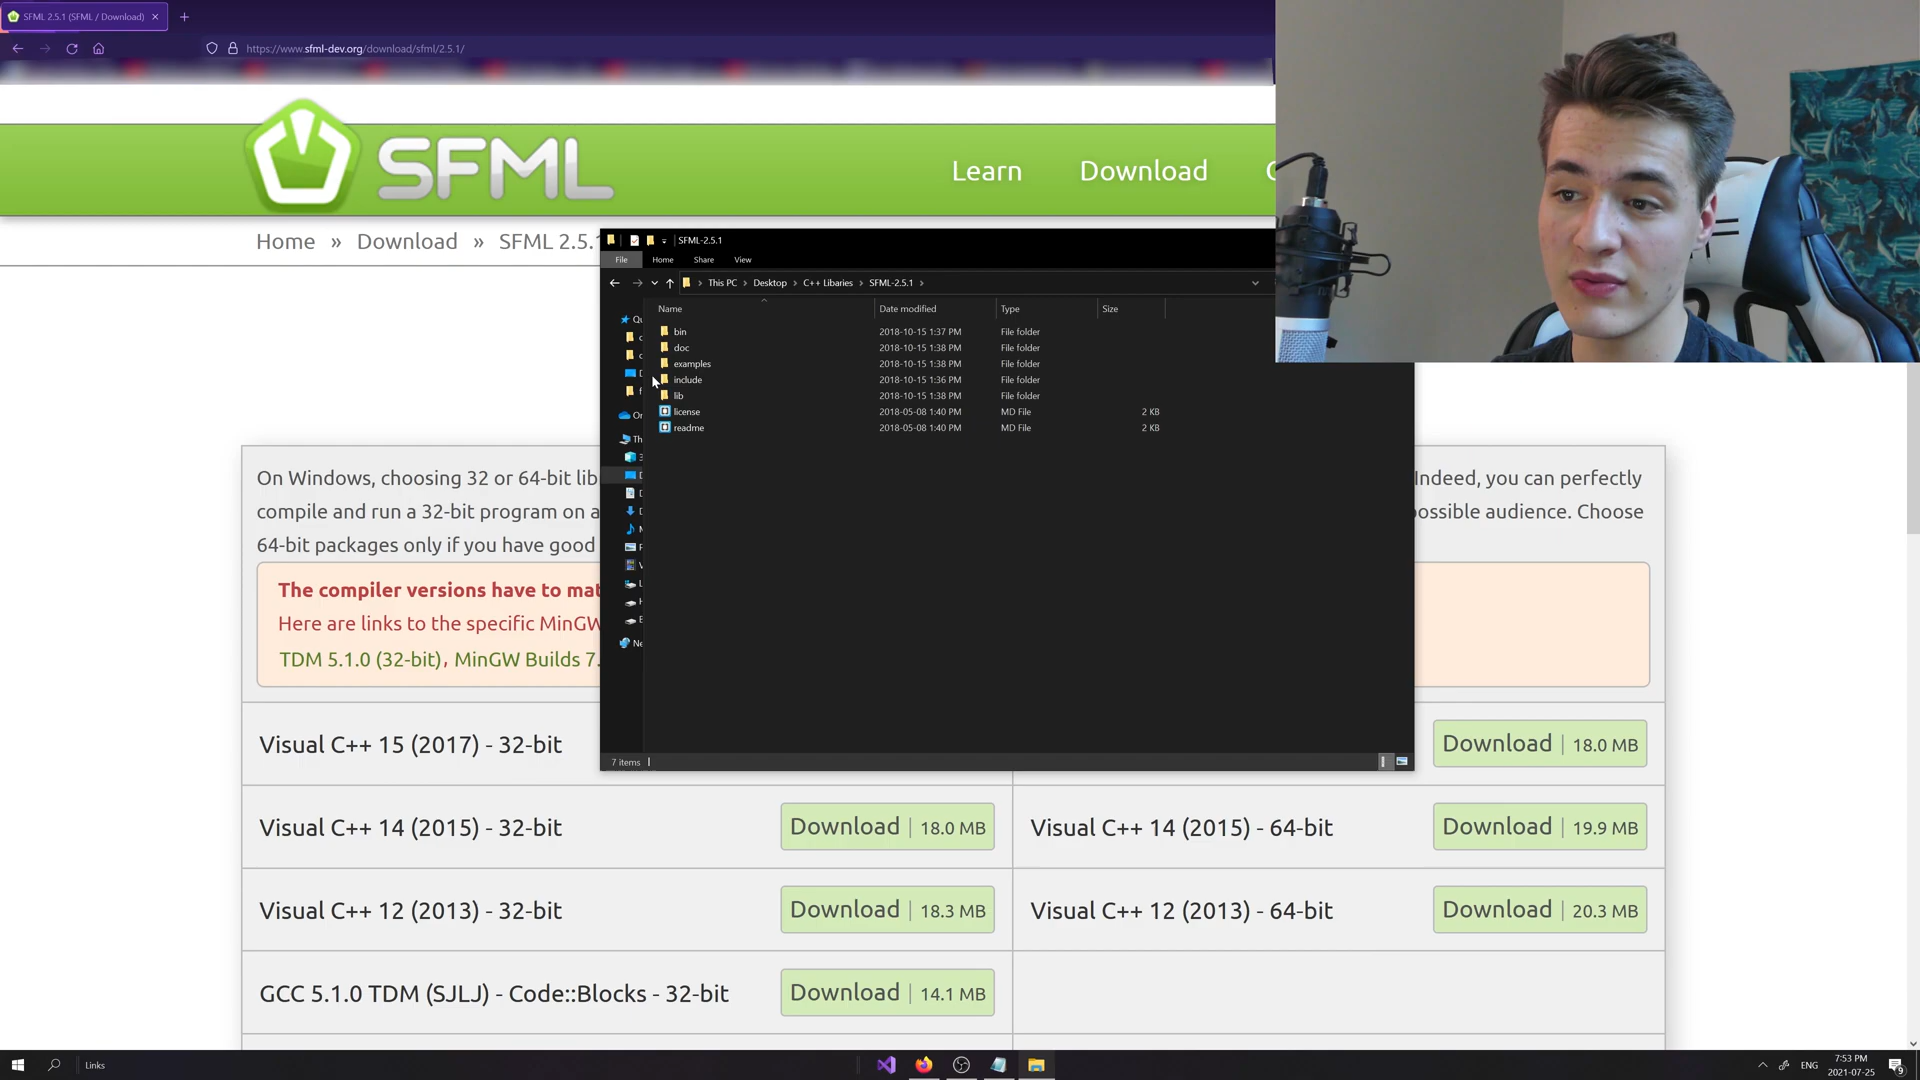 SFML 2.5.1 (SFML / Download)
https://www.sfml-dev.org/download/sfml/2.5.1/
SFML
Learn
Download
Home » Download » SFML 2.5.
SFML-2.5.1
File
Home
Share
View
This PC > Desktop > C++ Libaries > SFML-2.5.1 >
Name
Date modified
Type
Size
bin 2018-10-15 1:37 PM File folder
doc 2018-10-15 1:38 PM File folder
examples 2018-10-15 1:38 PM File folder
include 2018-10-15 1:36 PM File folder
lib 2018-10-15 1:38 PM File folder
license 2018-05-08 1:40 PM MD File 2 KB
readme 2018-05-08 1:40 PM MD File 2 KB
7 items
On Windows, choosing 32 or 64-bit lib
Indeed, you can perfectly
compile and run a 32-bit program on a
ossible audience. Choose
64-bit packages only if you have good
The compiler versions have to mat
Here are links to the specific MinGW
TDM 5.1.0 (32-bit), MinGW Builds 7.
Visual C++ 15 (2017) - 32-bit
Download | 18.0 MB
Visual C++ 14 (2015) - 32-bit
Download | 18.0 MB
Visual C++ 14 (2015) - 64-bit
Download | 19.9 MB
Visual C++ 12 (2013) - 32-bit
Download | 18.3 MB
Visual C++ 12 (2013) - 64-bit
Download | 20.3 MB
GCC 5.1.0 TDM (SJLJ) - Code::Blocks - 32-bit
Download | 14.1 MB
Links
ENG
7:53 PM
2021-07-25